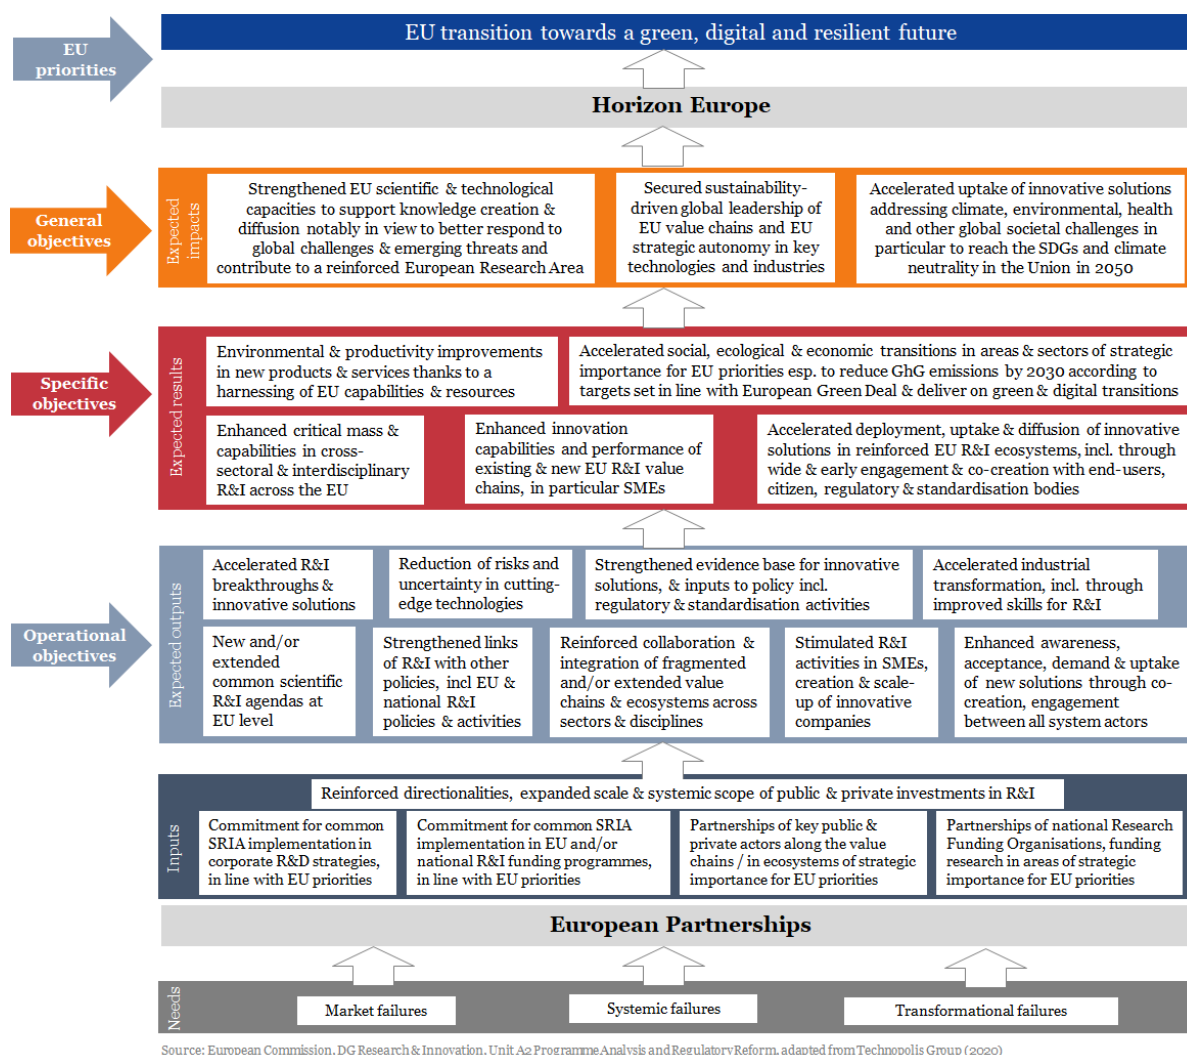 EU
priorities
EU transition towards a green, digital and resilient future
Horizon Europe
General
objectives
Expected
impacts
Strengthened EU scientific & technological
capacities to support knowledge creation &
diffusion notably in view to better respond to
global challenges & emerging threats and
contribute to a reinforced European Research Area
Secured sustainability-
driven global leadership of
EU value chains and EU
strategic autonomy in key
technologies and industries
Accelerated uptake of innovative solutions
addressing climate, environmental, health
and other global societal challenges in
particular to reach the SDGs and climate
neutrality in the Union in 2050
Specific
objectives
Expected results
Environmental & productivity improvements
in new products & services thanks to a
harnessing of EU capabilities & resources
Accelerated social, ecological & economic transitions in areas & sectors of strategic
importance for EU priorities esp. to reduce GhG emissions by 2030 according to
targets set in line with European Green Deal & deliver on green & digital transitions
Enhanced critical mass &
capabilities in cross-
sectoral & interdisciplinary
R&I across the EU
Enhanced innovation
capabilities and performance of
existing & new EU R&I value
chains, in particular SMEs
Accelerated deployment, uptake & diffusion of innovative
solutions in reinforced EU R&I ecosystems, incl. through
wide & early engagement & co-creation with end-users,
citizen, regulatory & standardisation bodies
Operational
objectives
Expected outputs
Accelerated R&I
breakthroughs &
innovative solutions
Reduction of risks and
uncertainty in cutting-
edge technologies
Strengthened evidence base for innovative
solutions, & inputs to policy incl.
regulatory & standardisation activities
Accelerated industrial
transformation, incl. through
improved skills for R&I
New and/or
extended
common scientific
R&I agendas at
EU level
Strengthened links
of R&I with other
policies, incl EU &
national R&I
policies & activities
Reinforced collaboration &
integration of fragmented
and/or extended value
chains & ecosystems across
sectors & disciplines
Stimulated R&I
activities in SMEs,
creation & scale-
up of innovative
companies
Enhanced awareness,
acceptance, demand & uptake
of new solutions through co-
creation, engagement
between all system actors
Inputs
Reinforced directionalities, expanded scale & systemic scope of public & private investments in R&I
Commitment for common
SRIA implementation in
corporate R&D strategies,
in line with EU priorities
Commitment for common SRIA
implementation in EU and/or
national R&I funding programmes,
in line with EU priorities
Partnerships of key public &
private actors along the value
chains / in ecosystems of strategic
importance for EU priorities
Partnerships of national Research
Funding Organisations, funding
research in areas of strategic
importance for EU priorities
European Partnerships
Needs
Market failures
Systemic failures
Transformational failures
Source: European Commission, DG Research & Innovation, Unit A2 Programme Analysis and Regulatory Reform, adapted from Technopolis Group (2020)